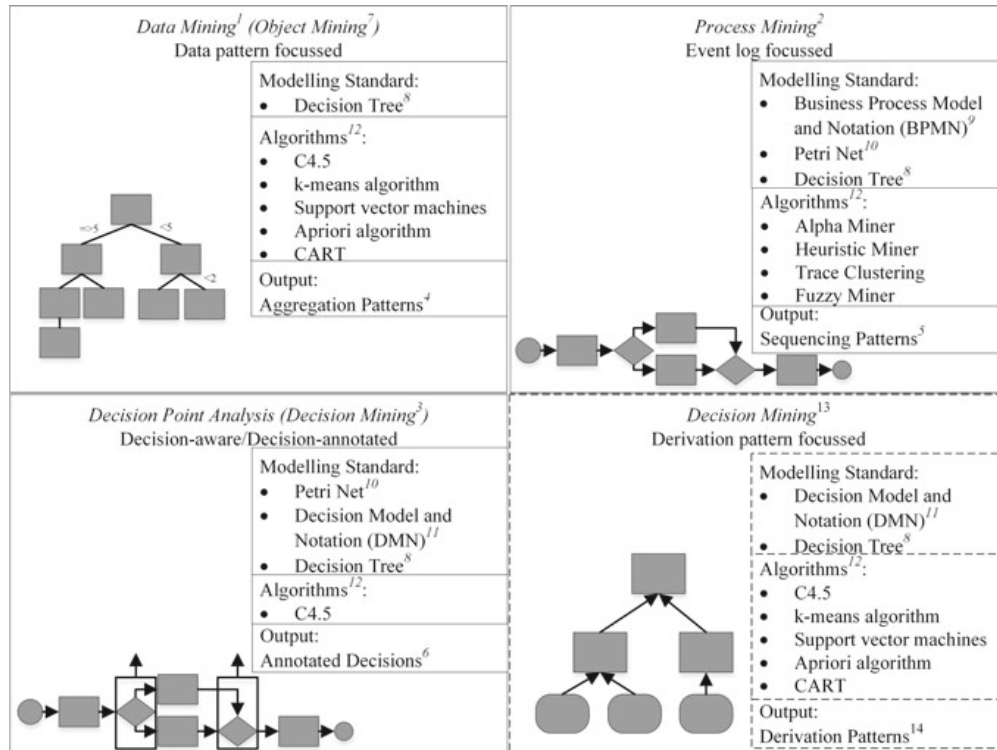 Data Mining¹ (Object Mining⁷)
Data pattern focussed
Modelling Standard:
• Decision Tree⁸
Algorithms¹²:
• C4.5
• k-means algorithm
• Support vector machines
• Apriori algorithm
• CART
Output:
Aggregation Patterns⁴
=>5
<5
<2
Process Mining²
Event log focussed
Modelling Standard:
• Business Process Model
and Notation (BPMN)⁹
• Petri Net¹⁰
• Decision Tree⁸
Algorithms¹²:
• Alpha Miner
• Heuristic Miner
• Trace Clustering
• Fuzzy Miner
Output:
Sequencing Patterns⁵
Decision Point Analysis (Decision Mining³)
Decision-aware/Decision-annotated
Modelling Standard:
• Petri Net¹⁰
• Decision Model and
Notation (DMN)¹¹
• Decision Tree⁸
Algorithms¹²:
• C4.5
Output:
Annotated Decisions⁶
Decision Mining¹³
Derivation pattern focussed
Modelling Standard:
• Decision Model and
Notation (DMN)¹¹
• Decision Tree⁸
Algorithms¹²:
• C4.5
• k-means algorithm
• Support vector machines
• Apriori algorithm
• CART
Output:
Derivation Patterns¹⁴